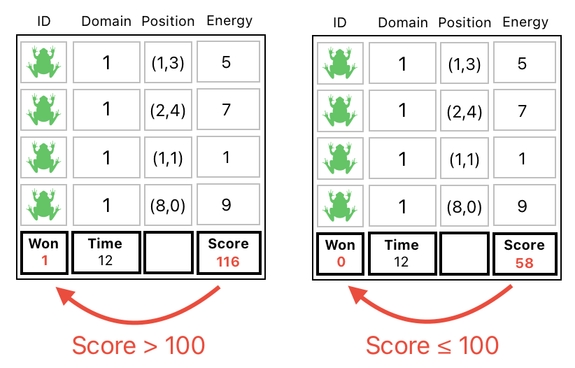 ID Domain Position Energy
1 (1,3) 5
1 (2,4) 7
1 (1,1) 1
1 (8,0) 9
Won Time Score
1 12 116
Score > 100
ID Domain Position Energy
1 (1,3) 5
1 (2,4) 7
1 (1,1) 1
1 (8,0) 9
Won Time Score
0 12 58
Score ≤ 100